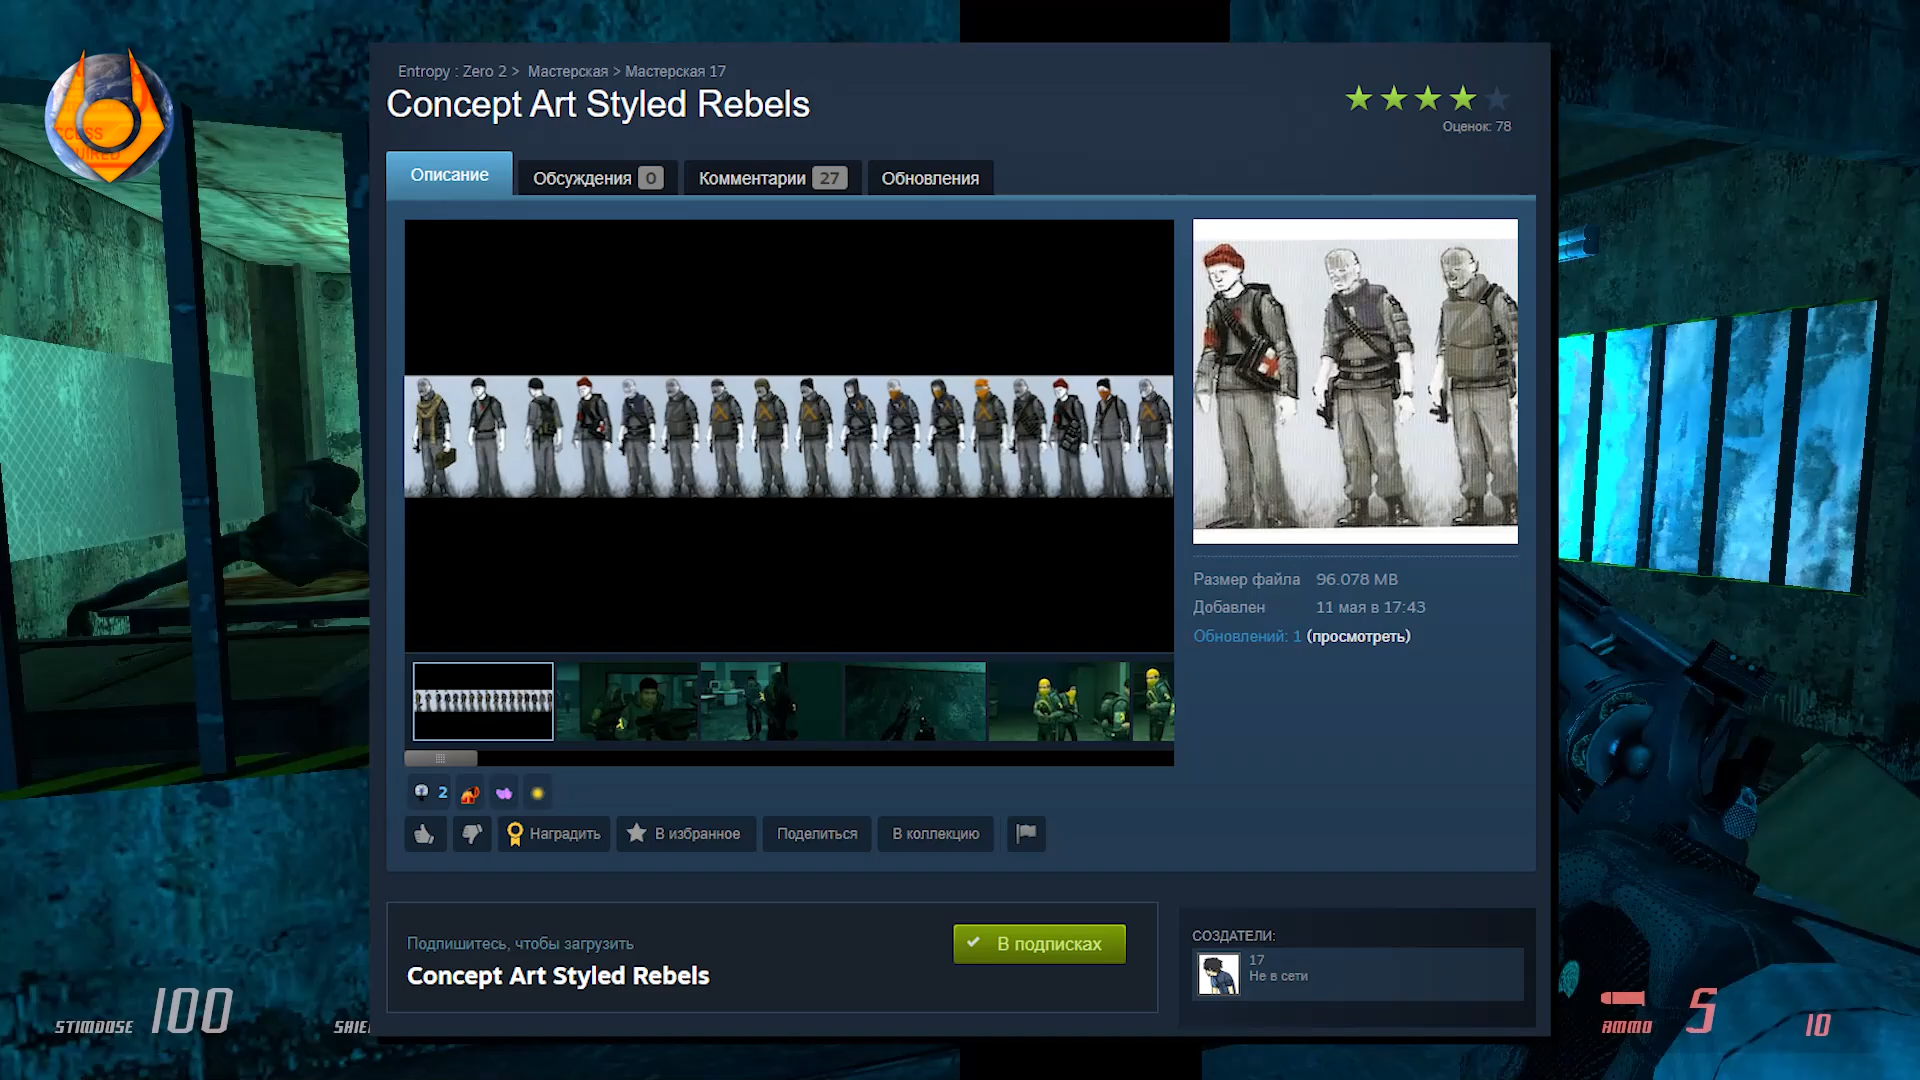 Entropy : Zero 2 > Мастерская > Мастерская 17
Concept Art Styled Rebels
Оценок: 78
Описание
Обсуждения 0
Комментарии 27
Обновления
Размер файла 96.078 MB
Добавлен 11 мая в 17:43
Обновлений: 1 (просмотреть)
2
Наградить
В избранное
Поделиться
В коллекцию
Подпишитесь, чтобы загрузить
Concept Art Styled Rebels
В подписках
СОЗДАТЕЛИ:
17
Не в сети
STIMDOSE 100
AMMO 5 10